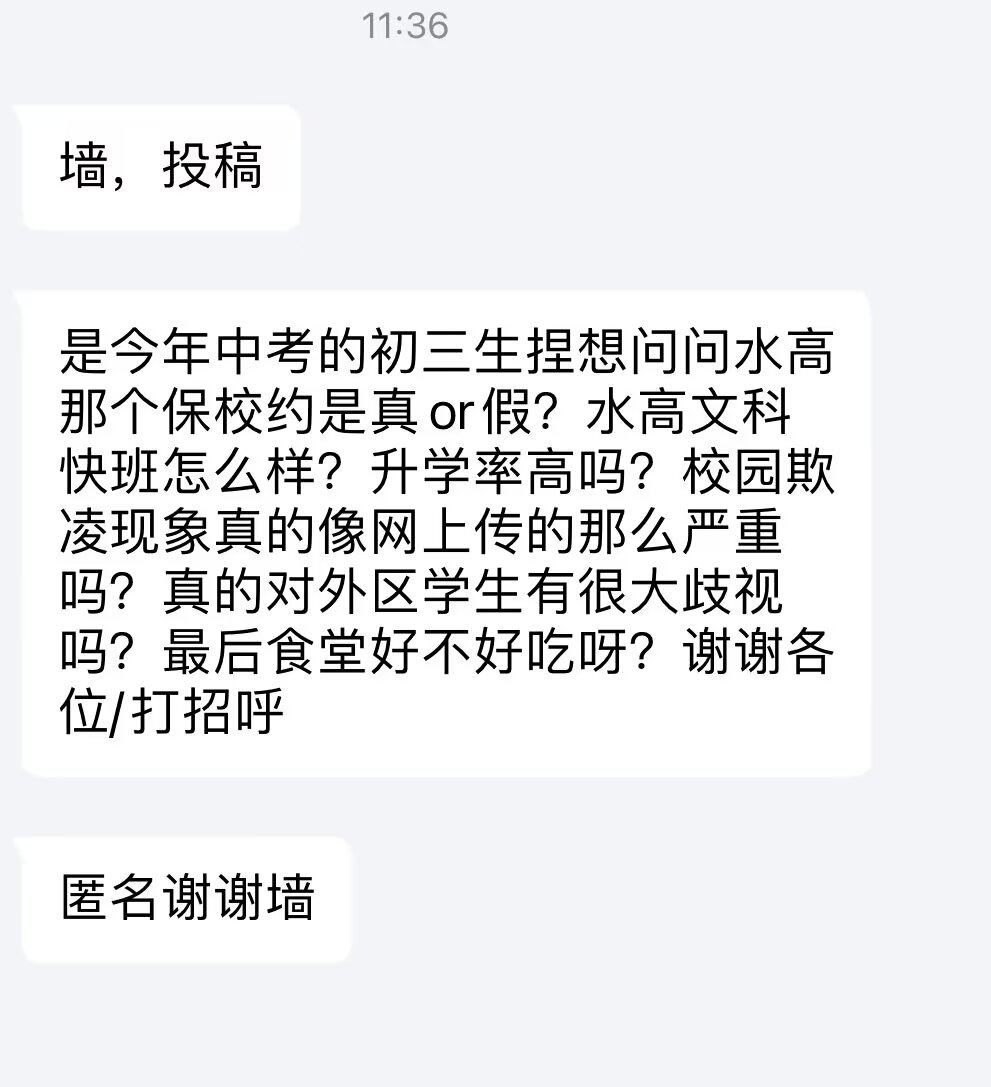 11:36
墙，投稿
是今年中考的初三生捏想问问水高
那个保校约是真or假？水高文科
快班怎么样？升学率高吗？校园欺
凌现象真的像网上传的那么严重
吗？真的对外区学生有很大歧视
吗？最后食堂好不好吃呀？谢谢各
位/打招呼
匿名谢谢墙